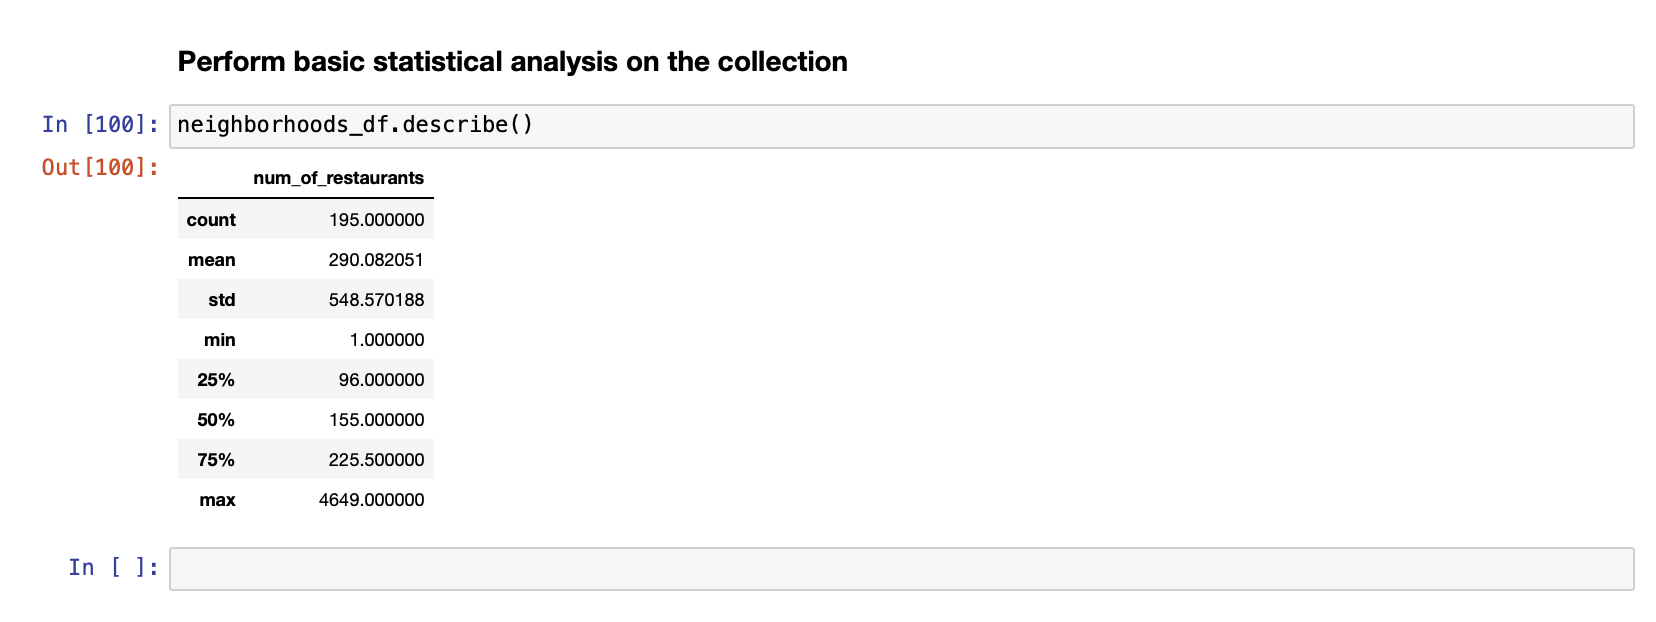 Perform basic statistical analysis on the collection
In [100]: neighborhoods_df.describe()
Out[100]:
num_of_restaurants
count 195.000000
mean 290.082051
std 548.570188
min 1.000000
25% 96.000000
50% 155.000000
75% 225.500000
max 4649.000000
In [ ]: